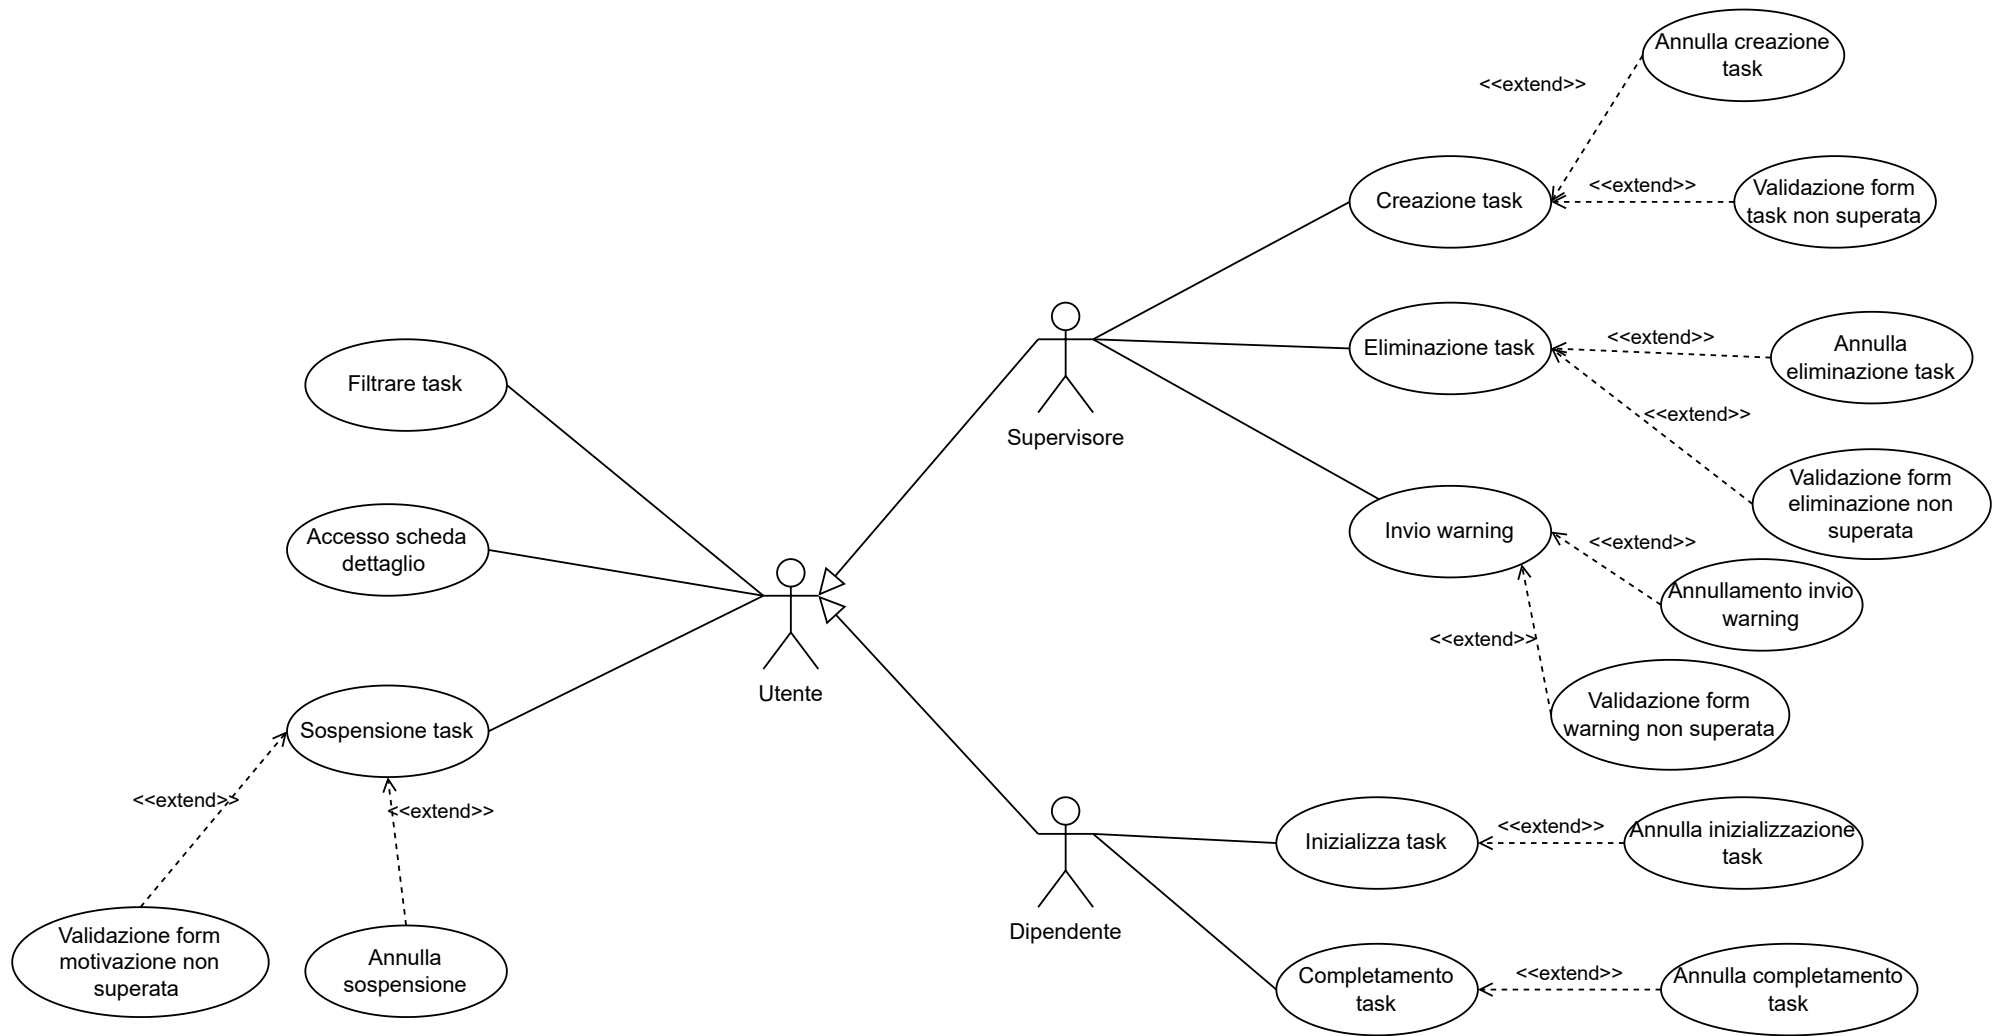 Annulla creazione
task
<<extend>>
Creazione task
<<extend>>
Validazione form
task non superata
Eliminazione task
<<extend>>
Annulla
eliminazione task
<<extend>>
Validazione form
eliminazione non
superata
Supervisore
Filtrare task
Accesso scheda
dettaglio
Invio warning
<<extend>>
Annullamento invio
warning
<<extend>>
Validazione form
warning non superata
Utente
Sospensione task
<<extend>>
<<extend>>
Validazione form
motivazione non
superata
Annulla
sospensione
Dipendente
Inizializza task
<<extend>>
Annulla inizializzazione
task
Completamento
task
<<extend>>
Annulla completamento
task